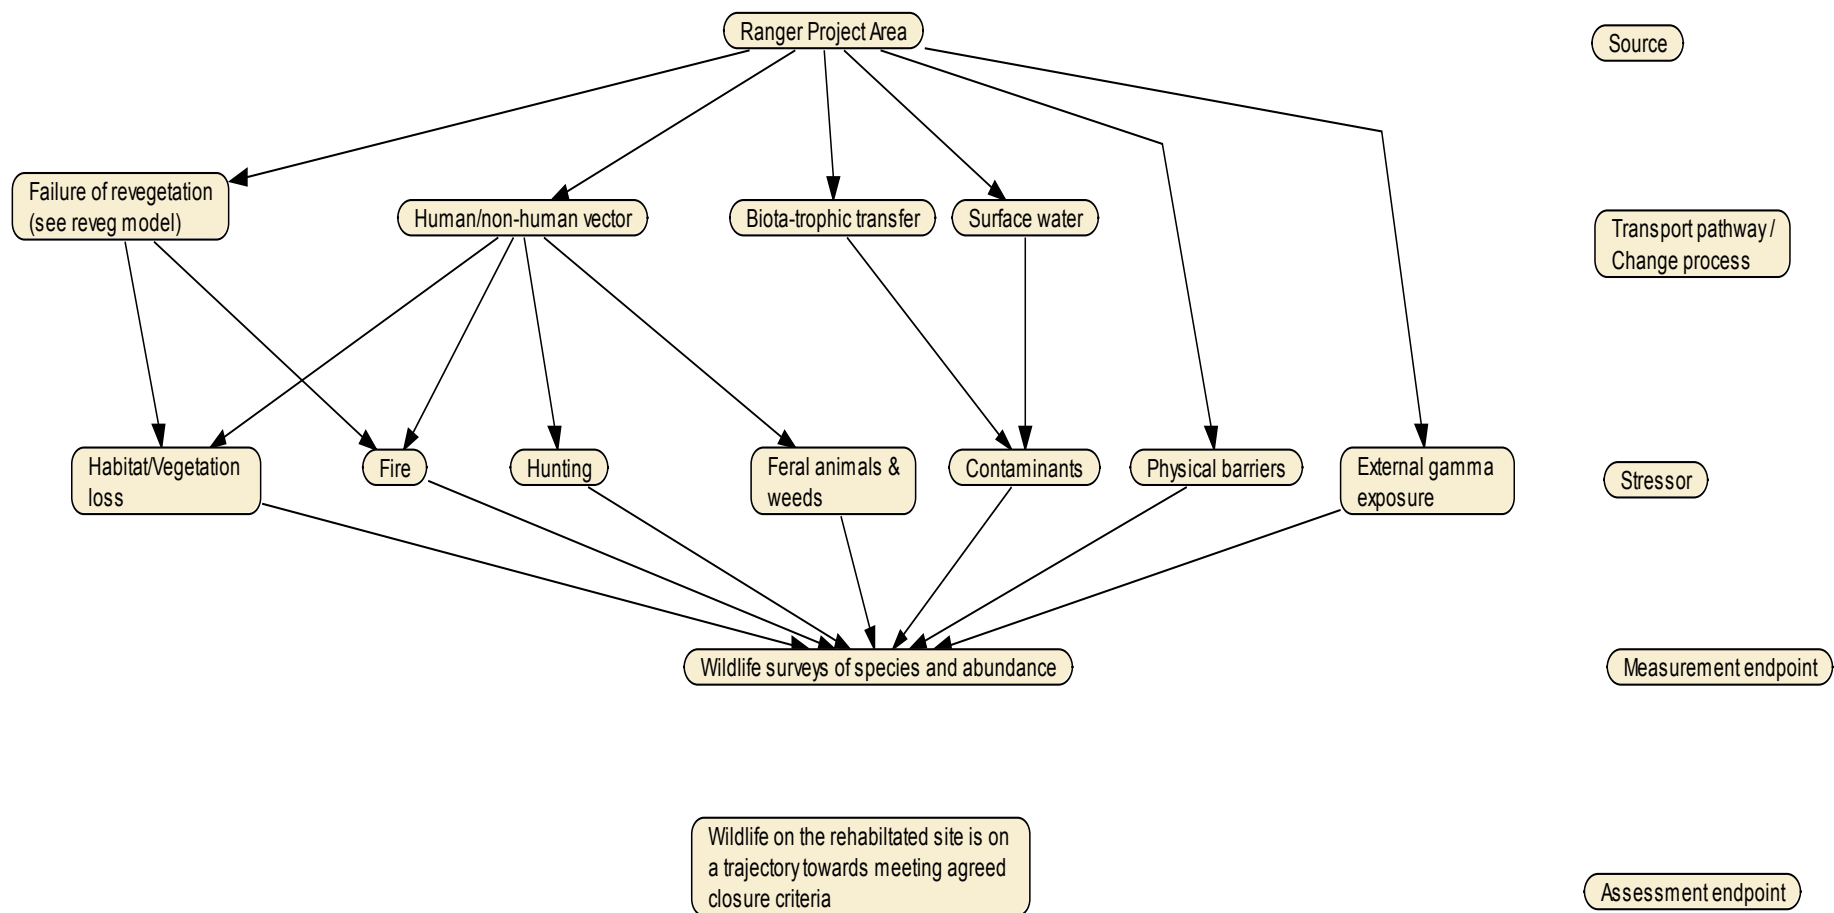 Ranger Project Area
Source
Failure of revegetation
(see reveg model)
Human/non-human vector
Biota-trophic transfer
Surface water
Transport pathway /
Change process
Habitat/Vegetation
loss
Fire
Hunting
Feral animals &
weeds
Contaminants
Physical barriers
External gamma
exposure
Stressor
Wildlife surveys of species and abundance
Measurement endpoint
Wildlife on the rehabiltated site is on
a trajectory towards meeting agreed
closure criteria
Assessment endpoint